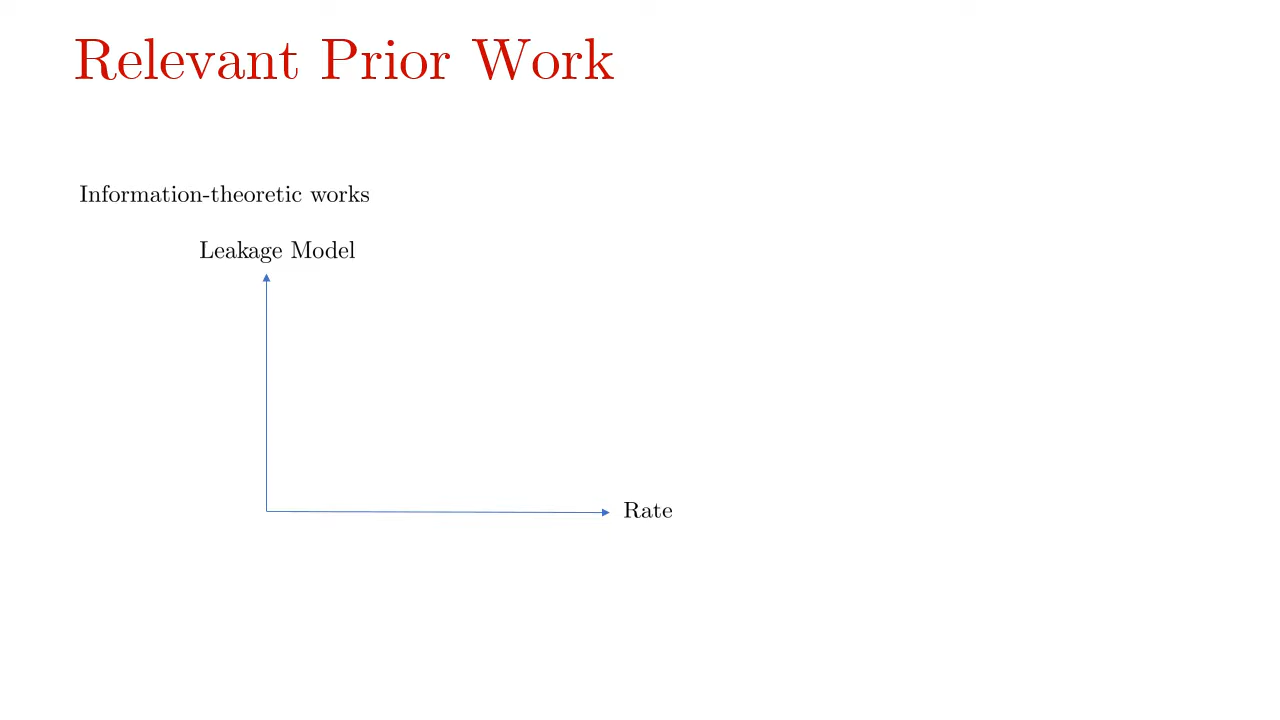 Relevant Prior Work
Information-theoretic works
Leakage Model
Rate